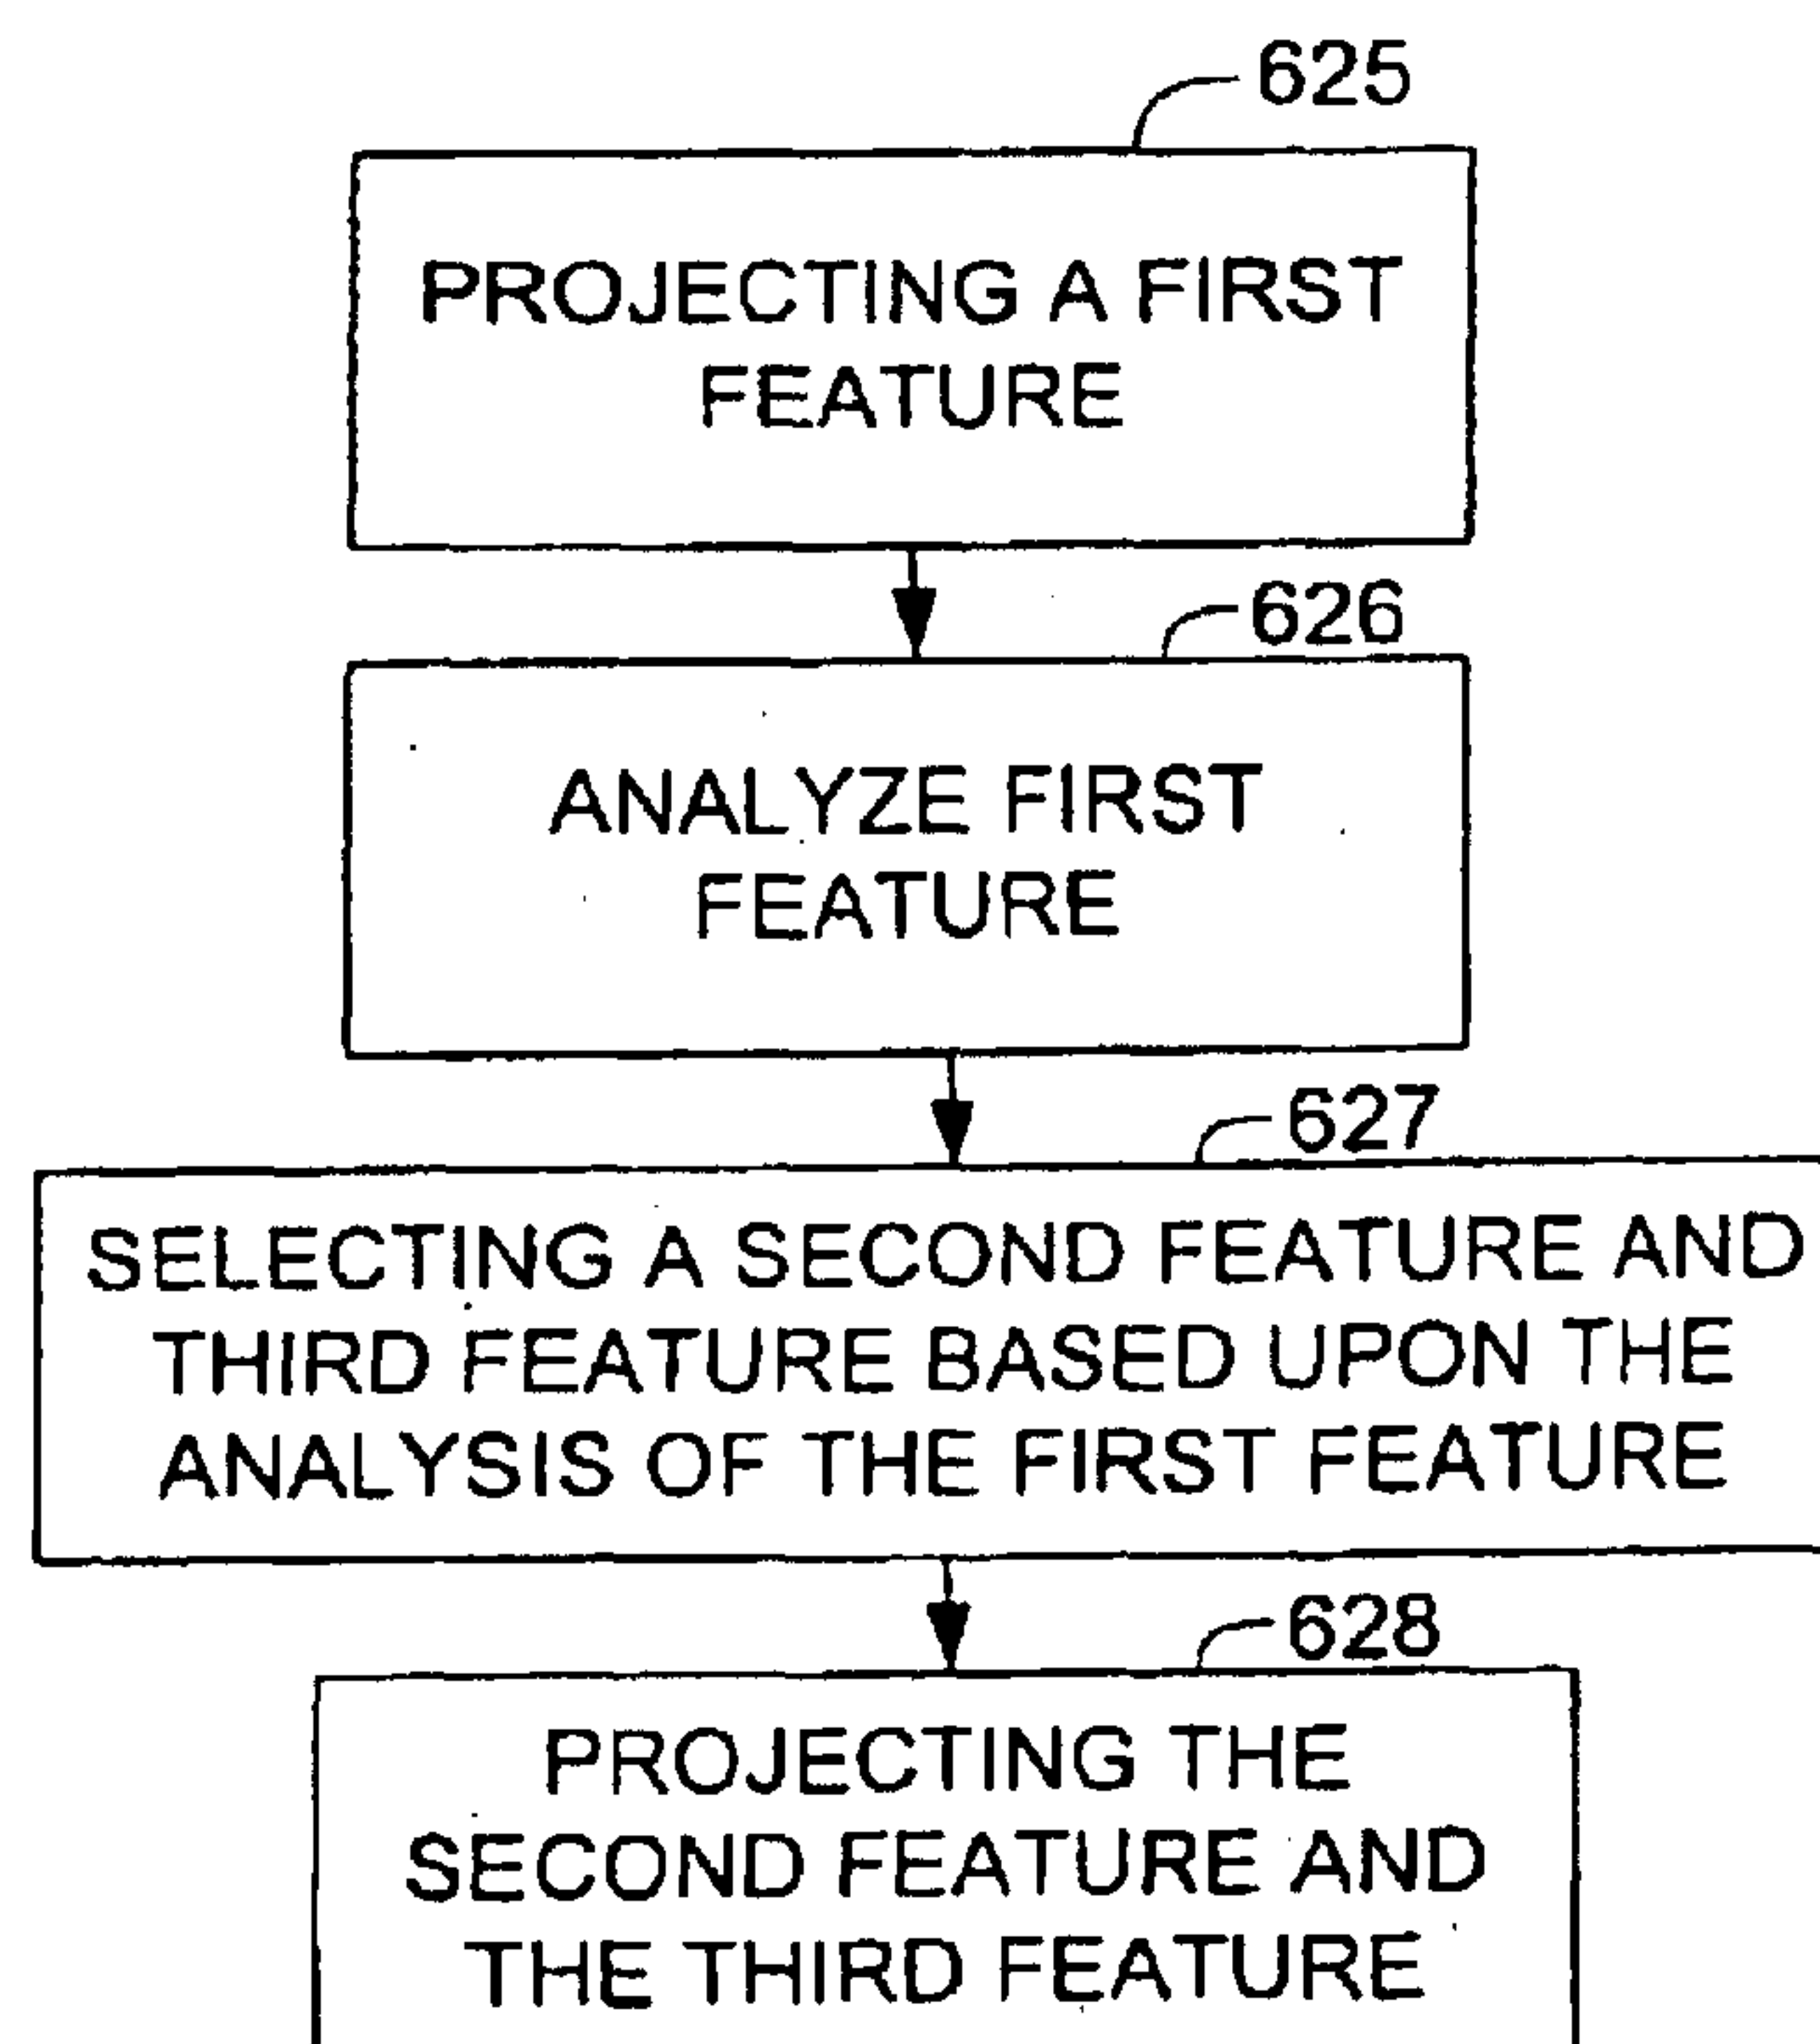 625
PROJECTING A FIRST
FEATURE
626
ANALYZE FIRST
FEATURE
627
SELECTING A SECOND FEATURE AND
THIRD FEATURE BASED UPON THE
ANALYSIS OF THE FIRST FEATURE
628
PROJECTING THE
SECOND FEATURE AND
THE THIRD FEATURE